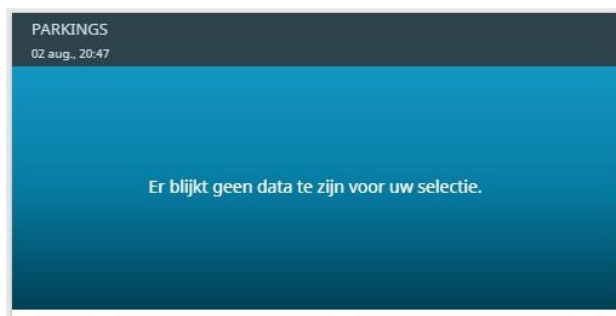 PARKINGS
02 aug., 20:47
Er blijkt geen data te zijn voor uw selectie.